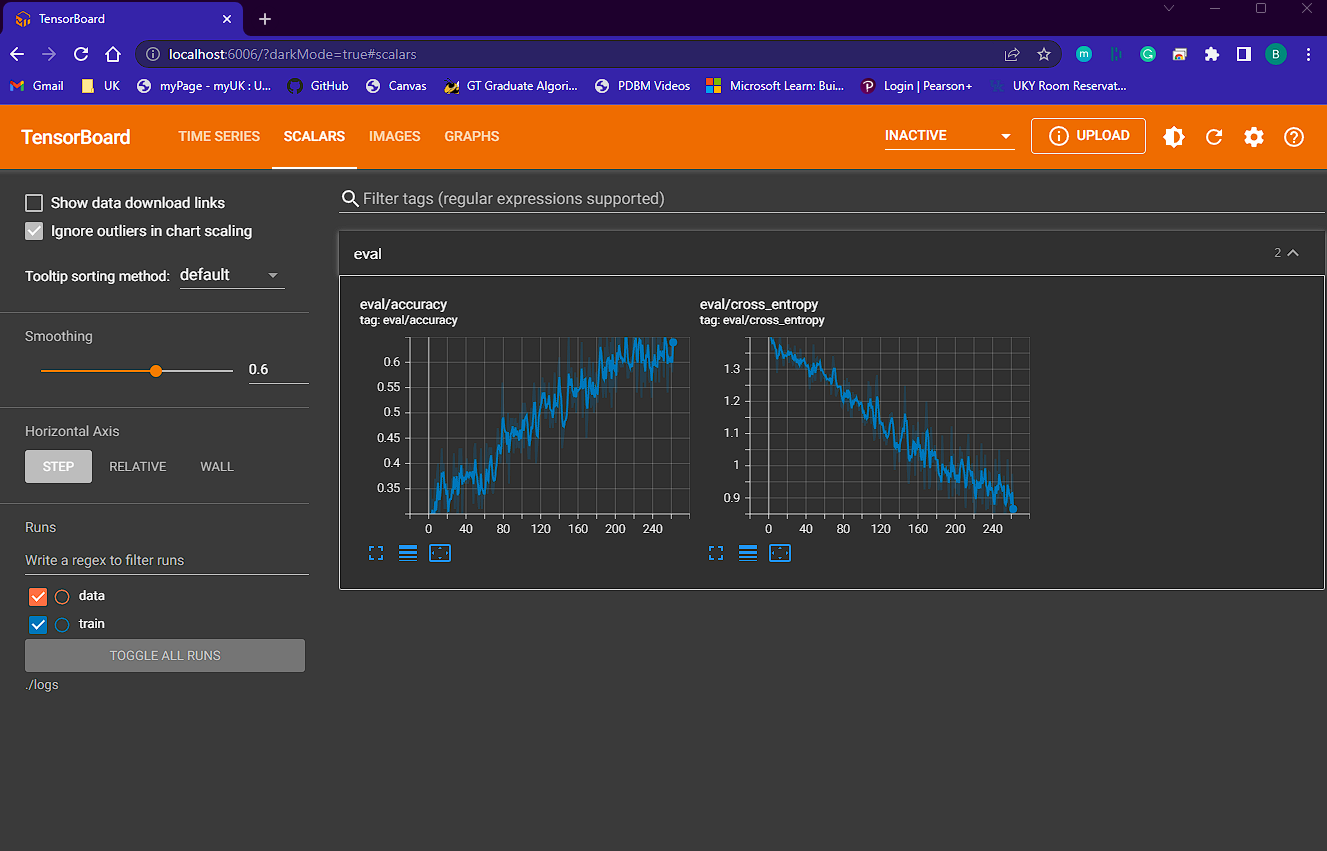 TensorBoard
localhost:6006/?darkMode=true#scalars
m
G
B
Gmail UK myPage - myUK : U... GitHub Canvas GT Graduate Algori... PDBM Videos Microsoft Learn: Bui... Login | Pearson+ UKY Room Reservat...
TensorBoard TIME SERIES SCALARS IMAGES GRAPHS INACTIVE UPLOAD
Show data download links
Ignore outliers in chart scaling
Tooltip sorting method: default
Smoothing
0.6
Horizontal Axis
STEP RELATIVE WALL
Runs
Write a regex to filter runs
data
train
TOGGLE ALL RUNS
./logs
Filter tags (regular expressions supported)
eval 2
eval/accuracy
tag: eval/accuracy
0.6
0.55
0.5
0.45
0.4
0.35
0 40 80 120 160 200 240
eval/cross_entropy
tag: eval/cross_entropy
1.3
1.2
1.1
1
0.9
0 40 80 120 160 200 240